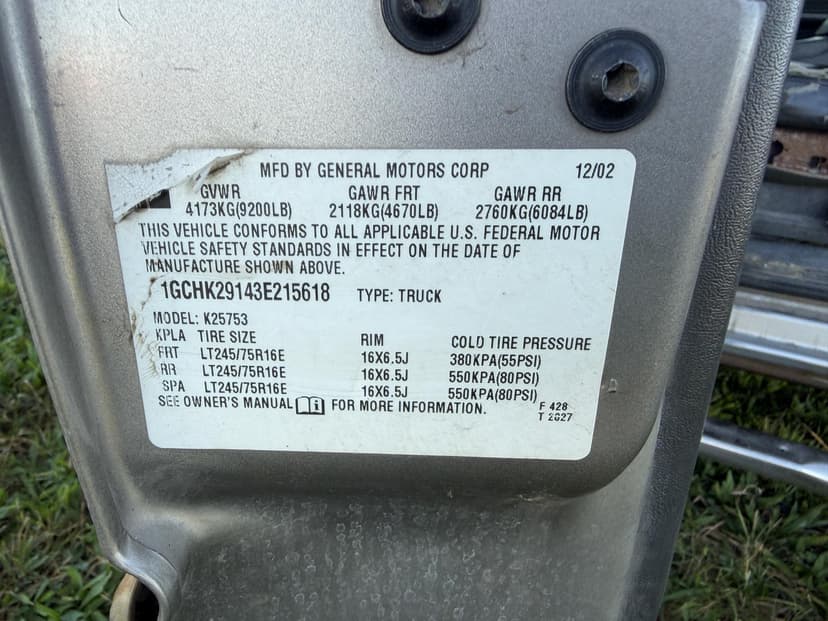 MFD BY GENERAL MOTORS CORP 12/02
GVWR GAWR FRT GAWR RR
4173KG(9200LB) 2118KG(4670LB) 2760KG(6084LB)
THIS VEHICLE CONFORMS TO ALL APPLICABLE U.S. FEDERAL MOTOR
VEHICLE SAFETY STANDARDS IN EFFECT ON THE DATE OF
MANUFACTURE SHOWN ABOVE.
1GCHK29143E215618 TYPE: TRUCK
MODEL: K25753
KPLA TIRE SIZE RIM COLD TIRE PRESSURE
FRT LT245/75R16E 16X6.5J 380KPA(55PSI)
RR LT245/75R16E 16X6.5J 550KPA(80PSI)
SPA LT245/75R16E 16X6.5J 550KPA(80PSI)
SEE OWNER'S MANUAL FOR MORE INFORMATION.
F 428
T 2027